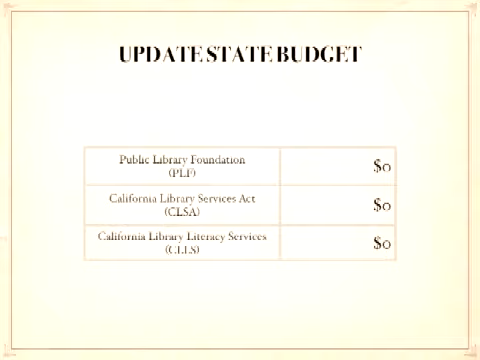 UPDATE STATE BUDGET
Public Library Foundation
(PLF)
$0
California Library Services Act
(CLSA)
$0
California Library Literacy Services
(CLLS)
$0